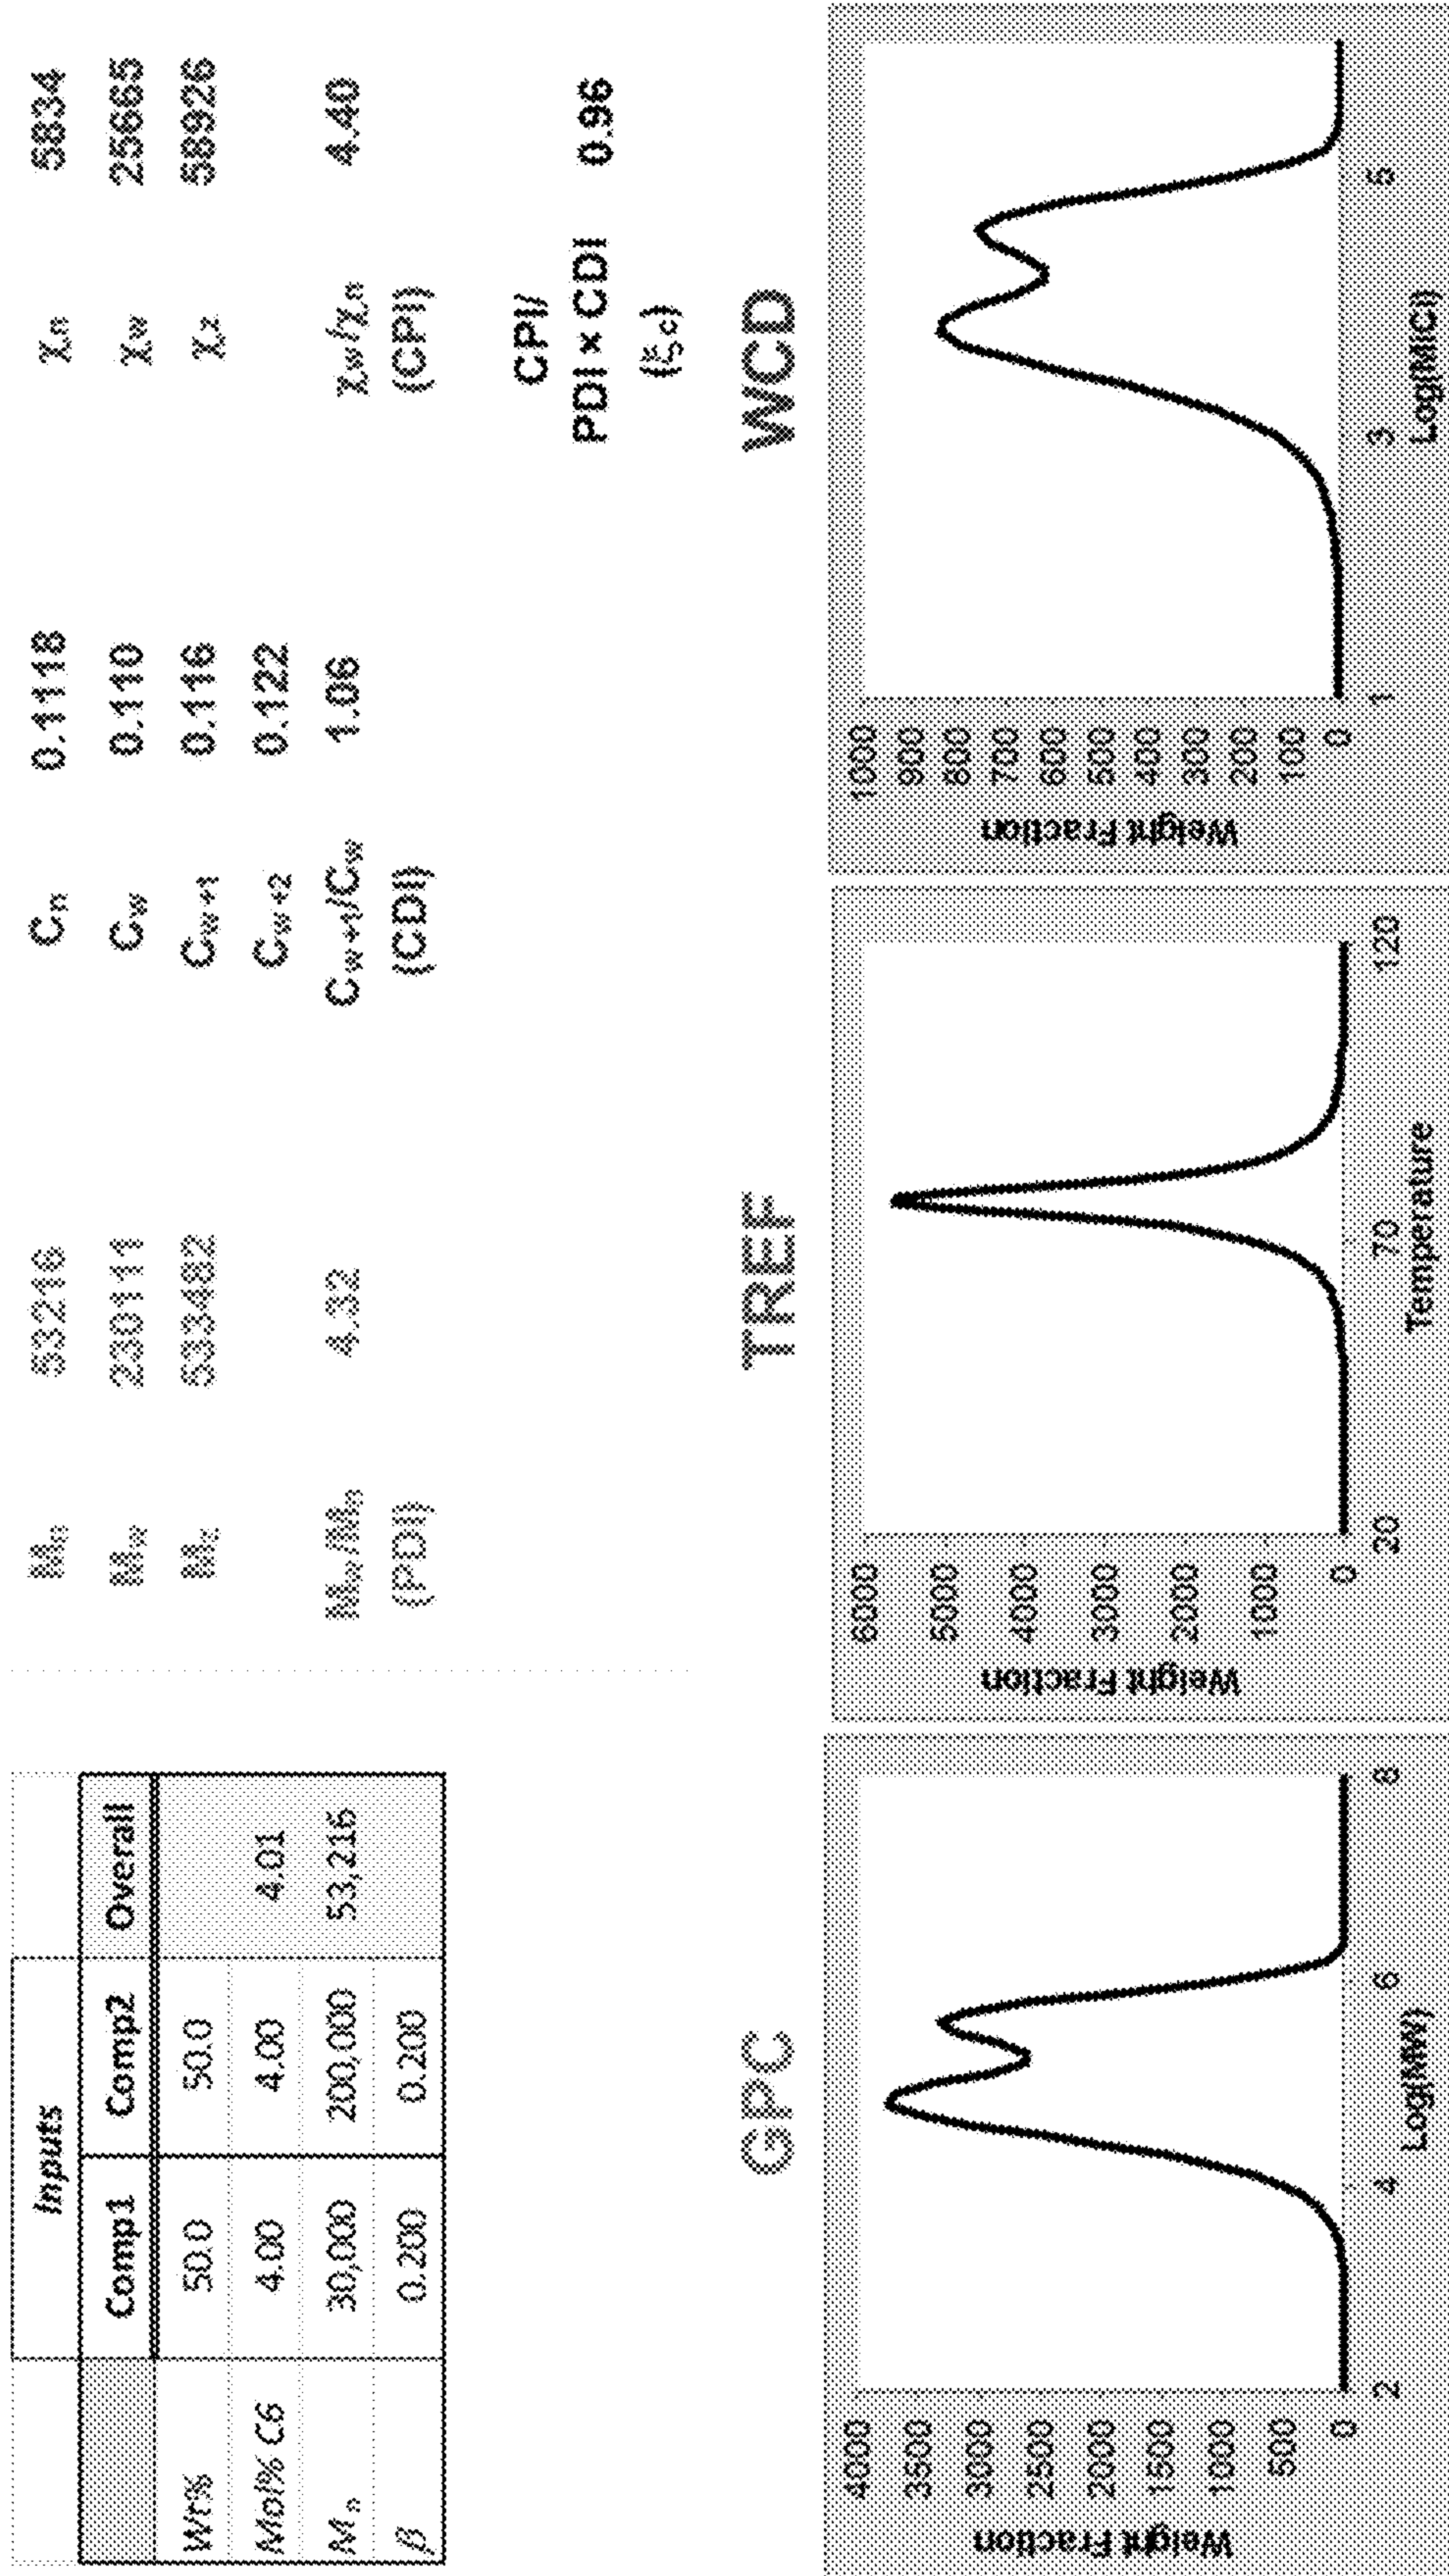 Inputs
Comp1 Comp2 Overall
Wt% 50.0 50.0
Mol% C6 4.00 4.00 4.01
Mn 30,000 200,000 53,216
β 0.200 0.200
Mn 53216
Mw 230111
Mz 533482
Mw/Mn 4.32
(PDI)
Cn 0.1118
Cw 0.110
Cw+1 0.116
Cw+2 0.122
Cw+1/Cw 1.06
(CDI)
χn 5834
χw 25665
χz 58926
χw/χn 4.40
(CPI)
CPI/
PDI × CDI 0.96
(ξc)
GPC
Weight Fraction
4000
3500
3000
2500
2000
1500
1000
500
0
2 4 6 8
Log(MW)
TREF
Weight Fraction
6000
5000
4000
3000
2000
1000
0
20 70 120
Temperature
WCD
Weight Fraction
1000
900
800
700
600
500
400
300
200
100
0
1 3 5
Log(MiCi)